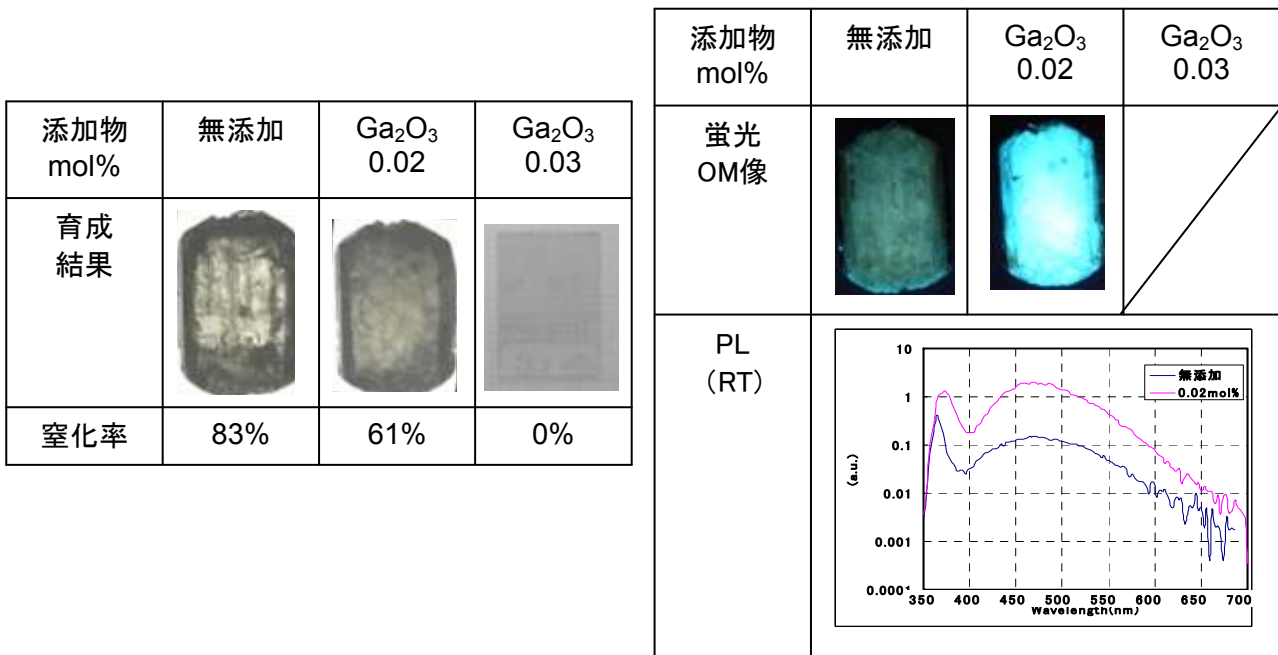 添加物
mol%
無添加
Ga₂O₃
0.02
Ga₂O₃
0.03
育成
結果
窒化率
83%
61%
0%
添加物
mol%
無添加
Ga₂O₃
0.02
Ga₂O₃
0.03
蛍光
OM像
PL
（RT）
10
1
0.1
0.01
0.001
0.0001
(a.u.)
350
400
450
500
550
600
650
700
Wavelength(nm)
無添加
0.02mol%